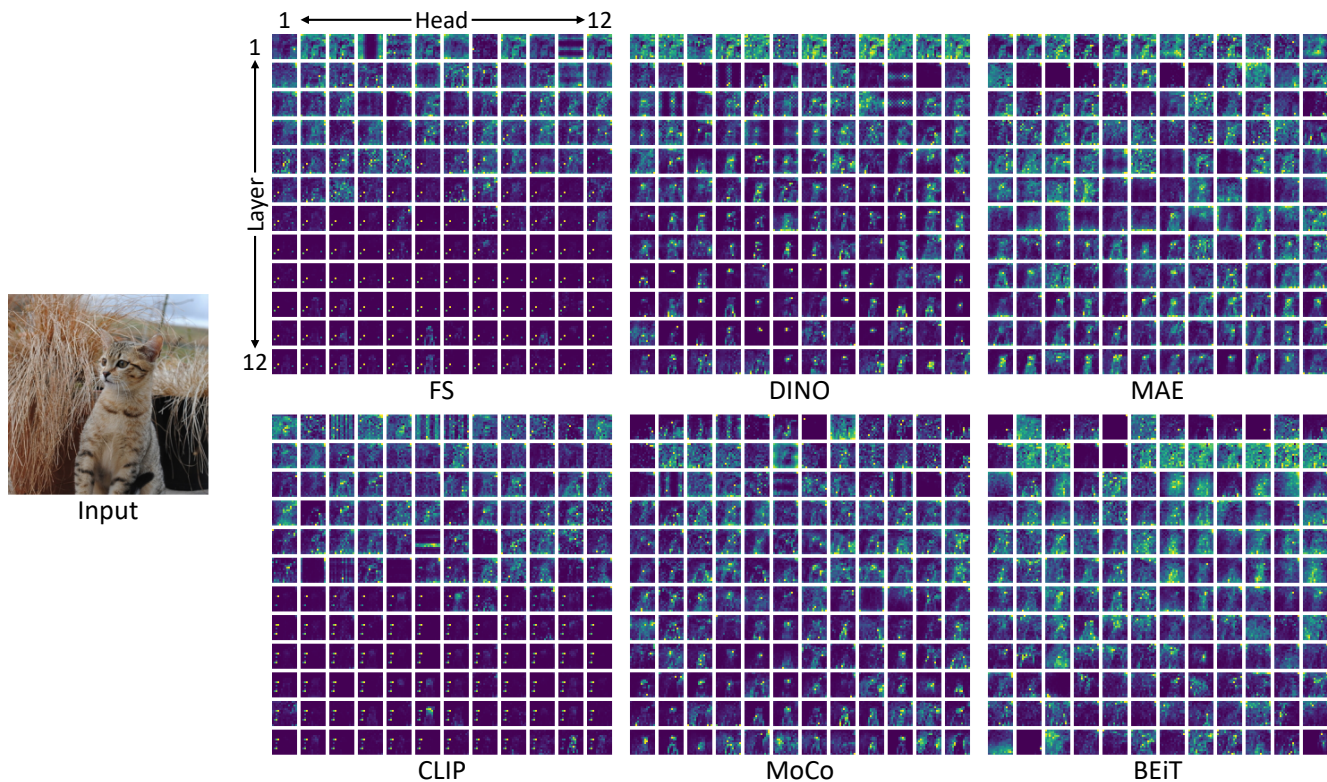 1 Head 12
1
Layer
12
FS
DINO
MAE
Input
CLIP
MoCo
BEiT